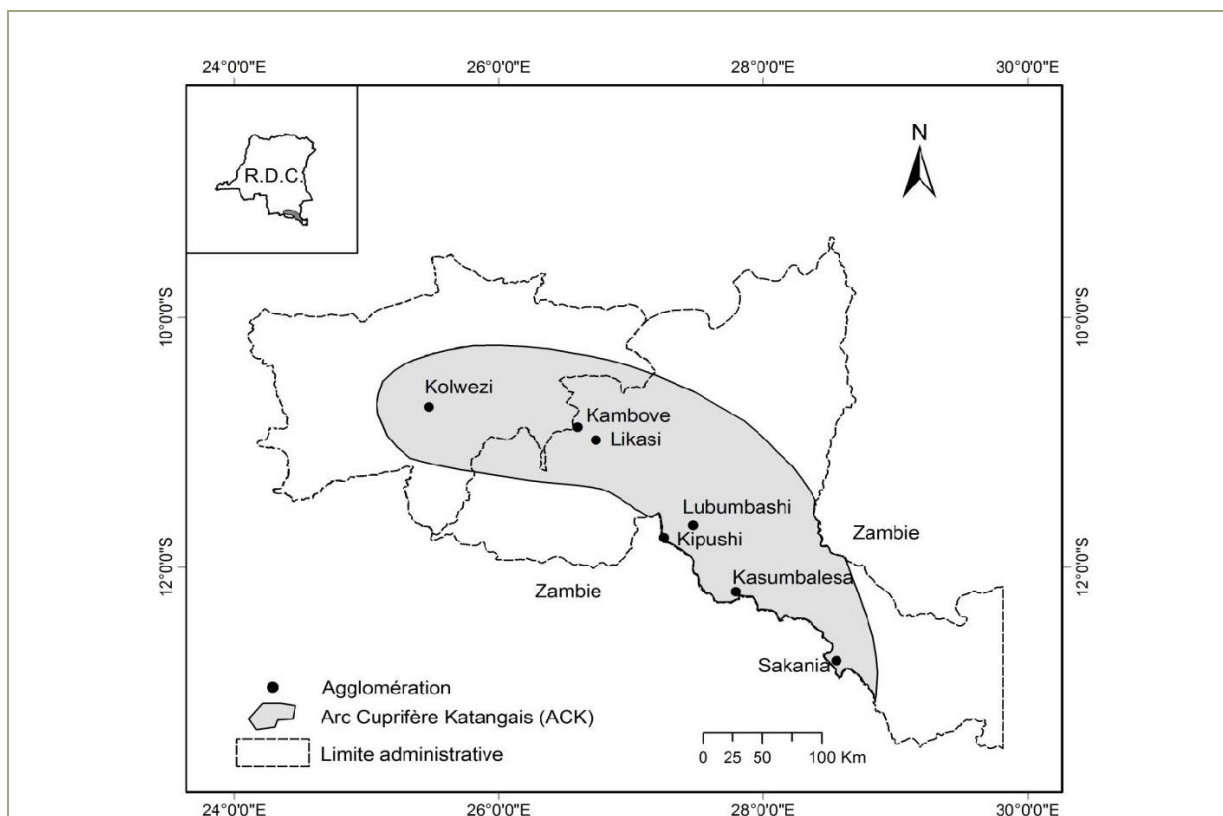 24°0'0"E 26°0'0"E 28°0'0"E 30°0'0"E
R.D.C.
N
10°0'0"S 10°0'0"S
Kolwezi
Kambove
Likasi
Lubumbashi
Zambie
Kipushi
12°0'0"S 12°0'0"S
Kasumbalesa
Zambie
Sakania
Agglomération
Arc Cuprifère Katangais (ACK)
Limite administrative
0 25 50 100 Km
24°0'0"E 26°0'0"E 28°0'0"E 30°0'0"E